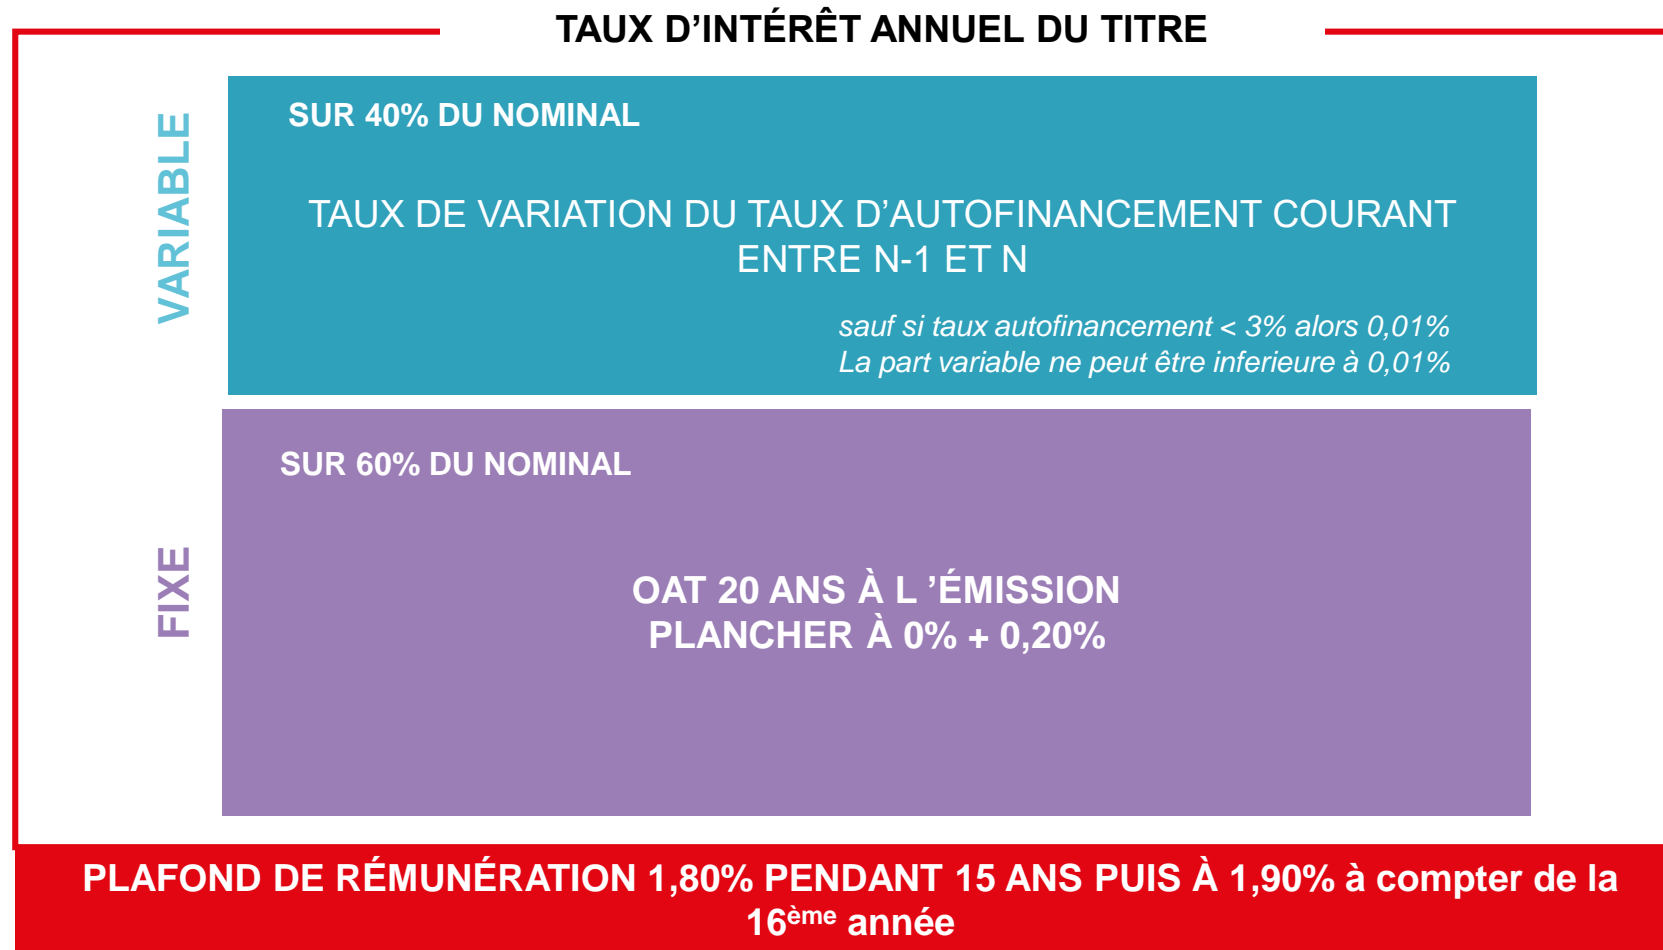 TAUX D’INTÉRÊT ANNUEL DU TITRE
VARIABLE
SUR 40% DU NOMINAL
TAUX DE VARIATION DU TAUX D’AUTOFINANCEMENT COURANT
ENTRE N-1 ET N
sauf si taux autofinancement < 3% alors 0,01%
La part variable ne peut être inferieure à 0,01%
FIXE
SUR 60% DU NOMINAL
OAT 20 ANS À L ’ÉMISSION
PLANCHER À 0% + 0,20%
PLAFOND DE RÉMUNÉRATION 1,80% PENDANT 15 ANS PUIS À 1,90% à compter de la
16ème année